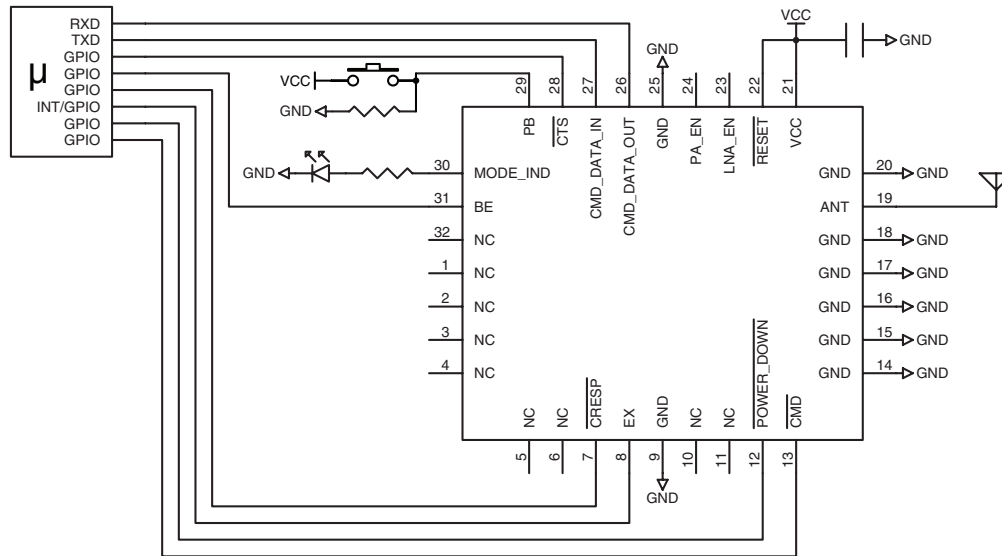 RXD
TXD
GPIO
GPIO
GPIO
INT/GPIO
GPIO
GPIO
µ
VCC
GND
GND
VCC
GND
GND
29
28
27
26
25
24
23
22
21
PB
CTS
CMD_DATA_IN
CMD_DATA_OUT
GND
PA_EN
LNA_EN
RESET
VCC
GND
30 MODE_IND
31 BE
32 NC
1 NC
2 NC
3 NC
4 NC
GND 20 GND
ANT 19
GND 18 GND
GND 17 GND
GND 16 GND
GND 15 GND
GND 14 GND
NC
NC
CRESP
EX
GND
NC
NC
POWER_DOWN
CMD
5
6
7
8
9
10
11
12
13
GND